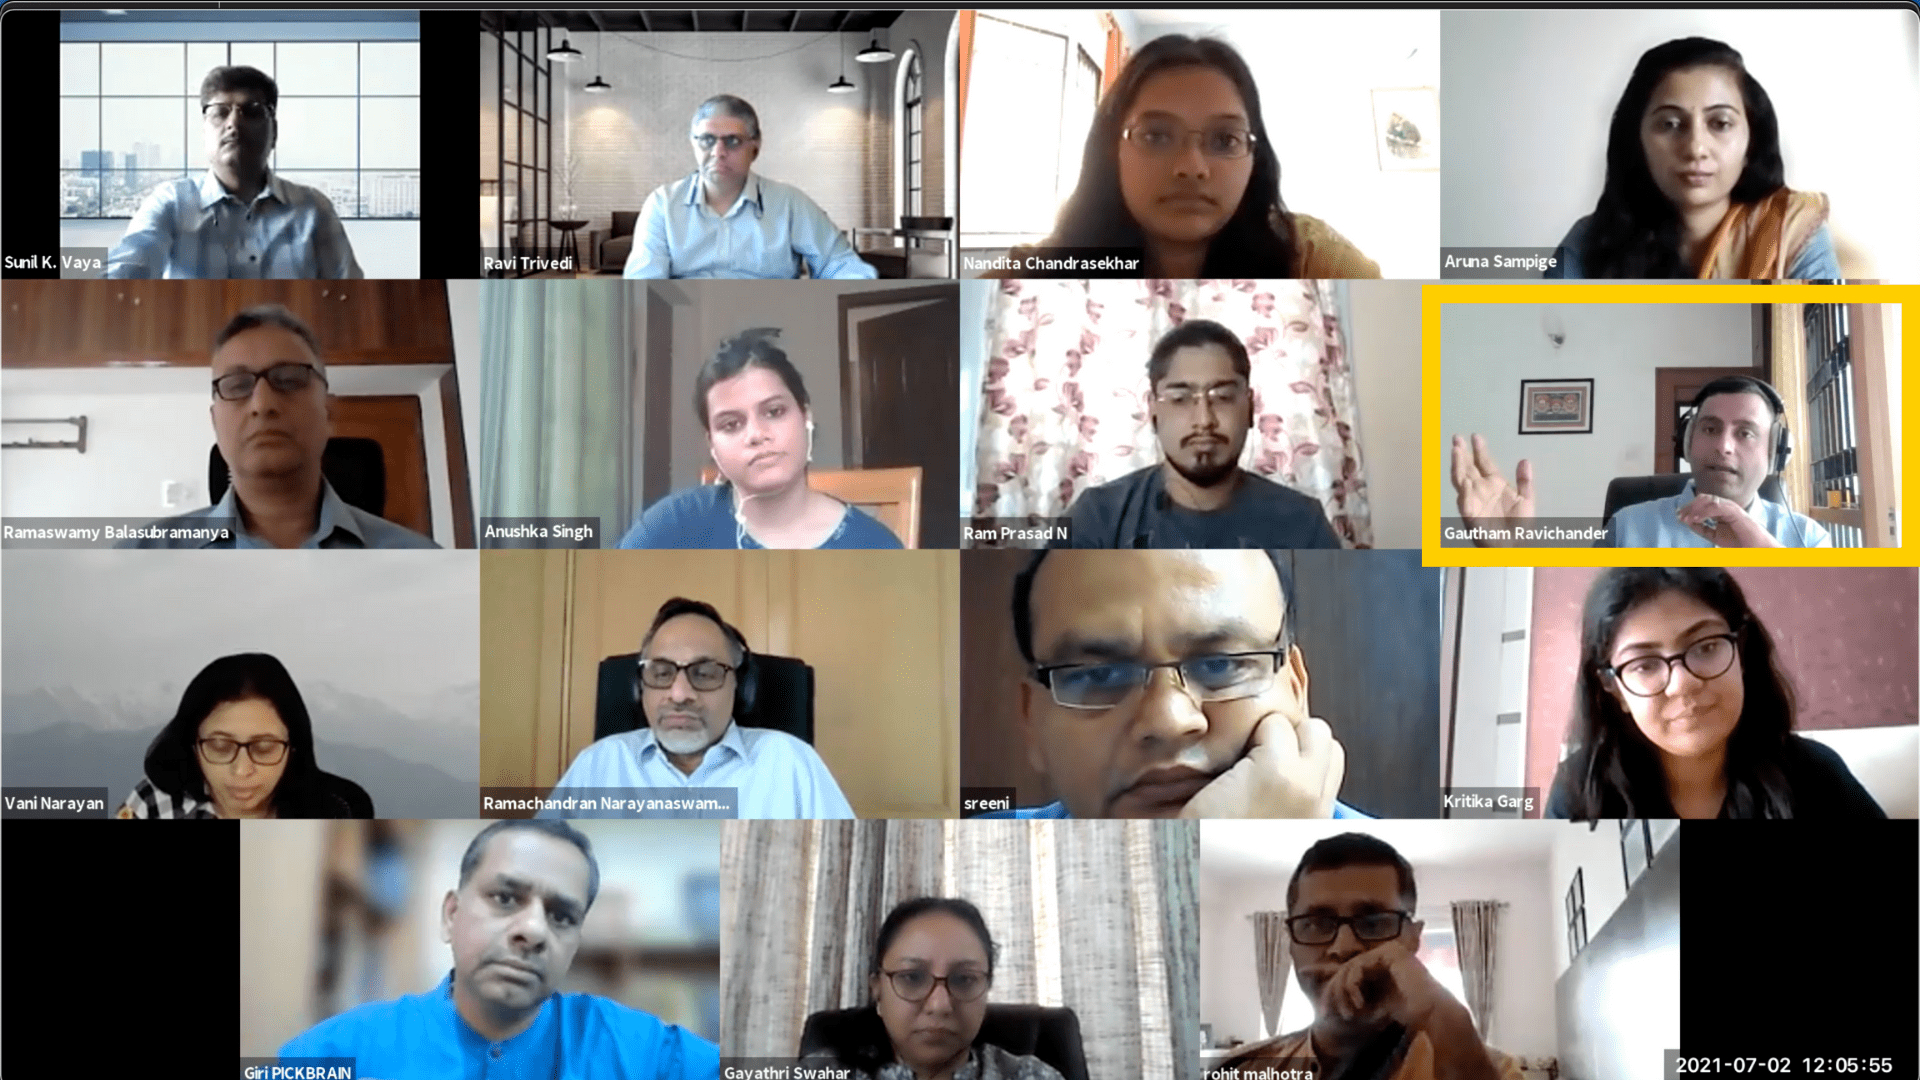 Sunil K. Vaya
Ravi Trivedi
Nandita Chandrasekhar
Aruna Sampige
Ramaswamy Balasubramanya
Anushka Singh
Ram Prasad N
Gautham Ravichander
Vani Narayan
Ramachandran Narayanaswam...
sreeni
Kritika Garg
Giri PICKBRAIN
Gayathri Swahar
rohit malhotra
2021-07-02 12:05:55